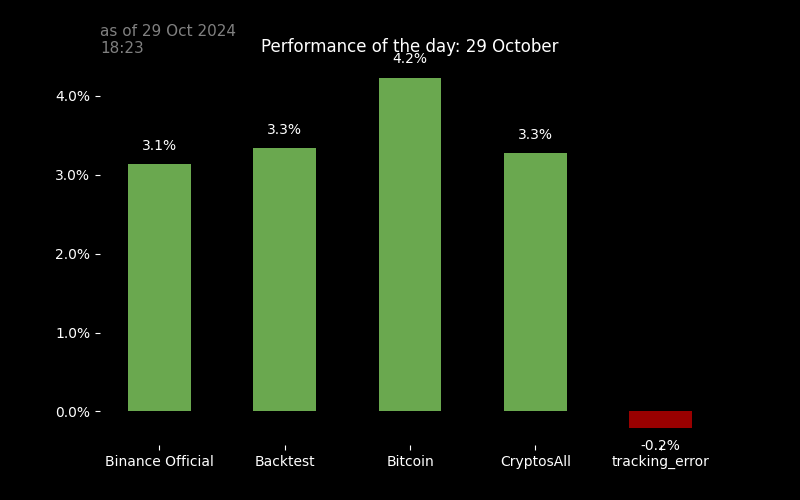 as of 29 Oct 2024
18:23
Performance of the day: 29 October
4.2%
4.0%
3.1%
3.3%
3.3%
3.0%
2.0%
1.0%
0.0%
-0.2%
Binance Official
Backtest
Bitcoin
CryptosAll
tracking_error